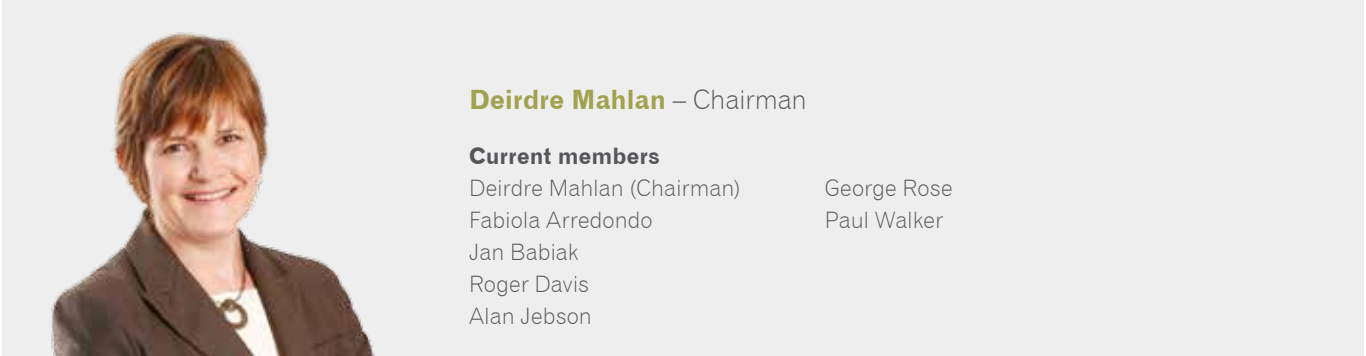 Deirdre Mahlan – Chairman
Current members
Deirdre Mahlan (Chairman)
Fabiola Arredondo
Jan Babiak
Roger Davis
Alan Jebson
George Rose
Paul Walker